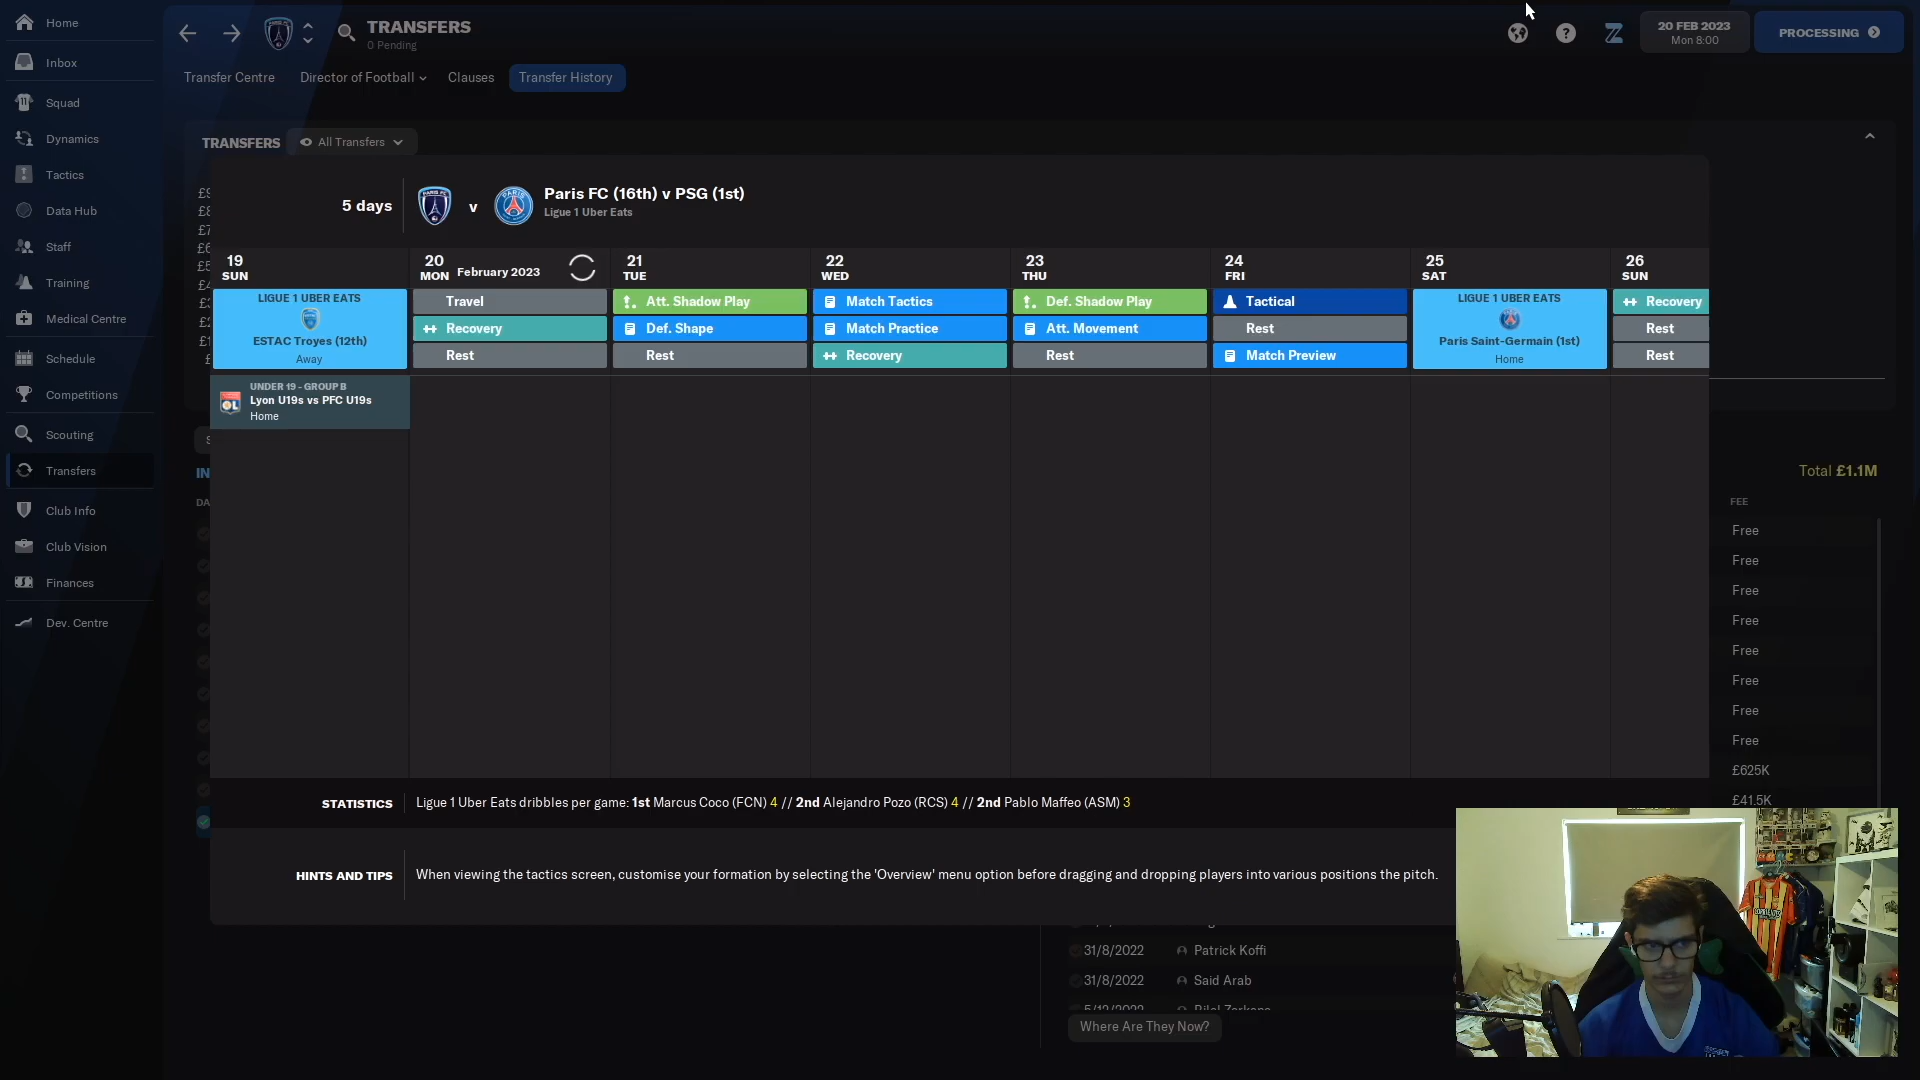 Home
Inbox
Squad
Dynamics
Tactics
Data Hub
Staff
Training
Medical Centre
Schedule
Competitions
Scouting
Transfers
Club Info
Club Vision
Finances
Dev. Centre
TRANSFERS
0 Pending
20 FEB 2023
Mon 8:00
PROCESSING
Transfer Centre
Director of Football
Clauses
Transfer History
TRANSFERS
All Transfers
5 days
v
Paris FC (16th) v PSG (1st)
Ligue 1 Uber Eats
19
SUN
20
MON February 2023
21
TUE
22
WED
23
THU
24
FRI
25
SAT
26
SUN
LIGUE 1 UBER EATS
ESTAC Troyes (12th)
Away
Travel
Recovery
Rest
Att. Shadow Play
Def. Shape
Rest
Match Tactics
Match Practice
Recovery
Def. Shadow Play
Att. Movement
Rest
Tactical
Rest
Match Preview
LIGUE 1 UBER EATS
Paris Saint-Germain (1st)
Home
Recovery
Rest
Rest
UNDER 19 - GROUP B
Lyon U19s vs PFC U19s
Home
Total £1.1M
FEE
Free
Free
Free
Free
Free
Free
Free
Free
£625K
£41.5K
STATISTICS
Ligue 1 Uber Eats dribbles per game: 1st Marcus Coco (FCN) 4 // 2nd Alejandro Pozo (RCS) 4 // 2nd Pablo Maffeo (ASM) 3
HINTS AND TIPS
When viewing the tactics screen, customise your formation by selecting the 'Overview' menu option before dragging and dropping players into various positions the pitch.
31/8/2022 Patrick Koffi
31/8/2022 Said Arab
Where Are They Now?